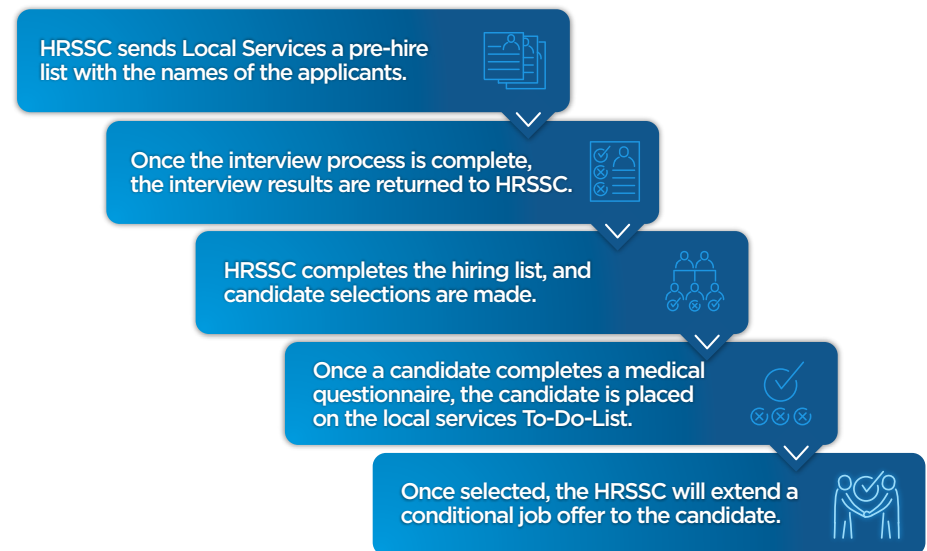 HRSSC sends Local Services a pre-hire
list with the names of the applicants.
Once the interview process is complete,
the interview results are returned to HRSSC.
HRSSC completes the hiring list, and
candidate selections are made.
Once a candidate completes a medical
questionnaire, the candidate is placed
on the local services To-Do-List.
Once selected, the HRSSC will extend a
conditional job offer to the candidate.